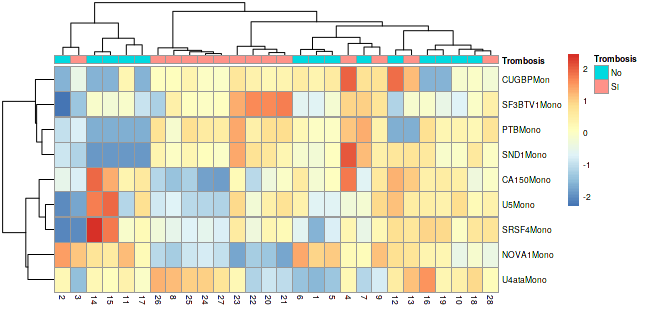 Trombosis
CUGBPMon
SF3BTV1Mono
PTBMono
SND1Mono
CA150Mono
U5Mono
SRSF4Mono
NOVA1Mono
U4ataMono
2 3 14 15 11 17 26 8 25 24 27 23 22 20 21 6 1 5 4 7 9 12 13 16 19 10 18 28
2
1
0
-1
-2
Trombosis
No
SI